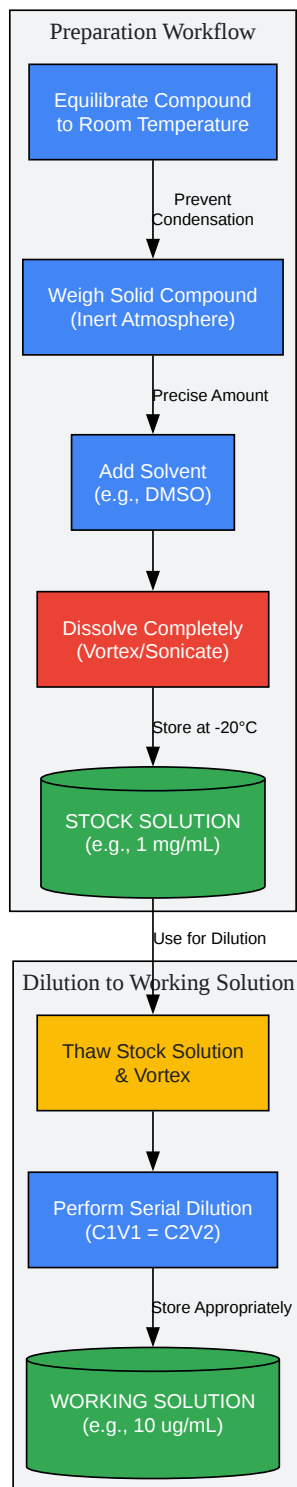 Preparation Workflow
Equilibrate Compound
to Room Temperature
Prevent
Condensation
Weigh Solid Compound
(Inert Atmosphere)
Precise Amount
Add Solvent
(e.g., DMSO)
Dissolve Completely
(Vortex/Sonicate)
Store at -20°C
STOCK SOLUTION
(e.g., 1 mg/mL)
Use for Dilution
Dilution to Working Solution
Thaw Stock Solution
& Vortex
Perform Serial Dilution
(C1V1 = C2V2)
Store Appropriately
WORKING SOLUTION
(e.g., 10 ug/mL)